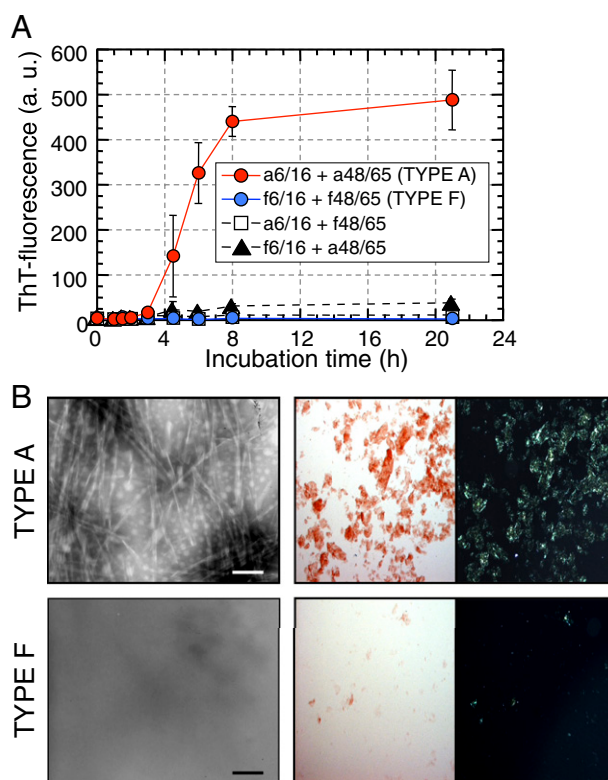 A
ThT-fluorescence (a. u.)
600
500
400
300
200
100
0
a6/16 + a48/65 (TYPE A)
f6/16 + f48/65 (TYPE F)
a6/16 + f48/65
f6/16 + a48/65
0 4 8 12 16 20 24
Incubation time (h)
B
TYPE A
TYPE F